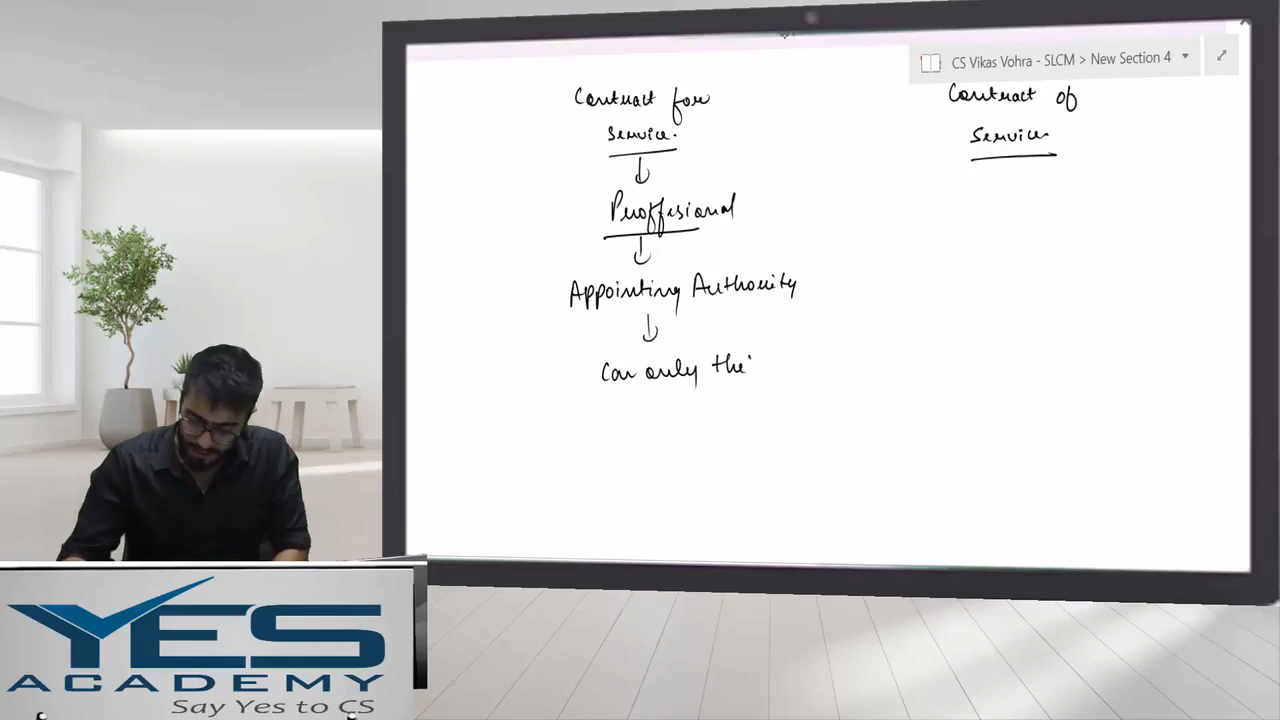 CS Vikas Vohra - SLCM > New Section 4
Contract for
Service.
Proffesional
Appointing Authority
Can only the
Contract of
Service.
YES
ACADEMY
Say Yes to CS